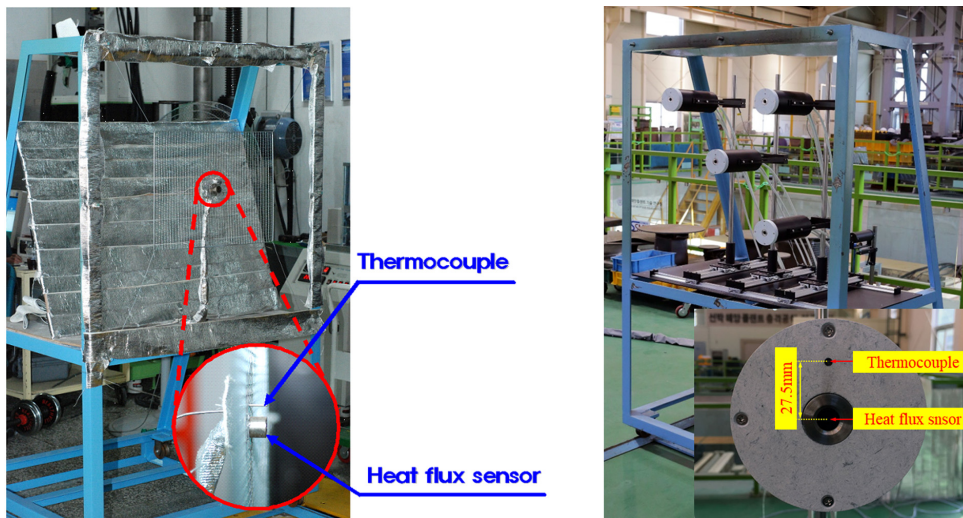 Thermocouple
Heat flux sensor
27.5mm
Thermocouple
Heat flux snsor